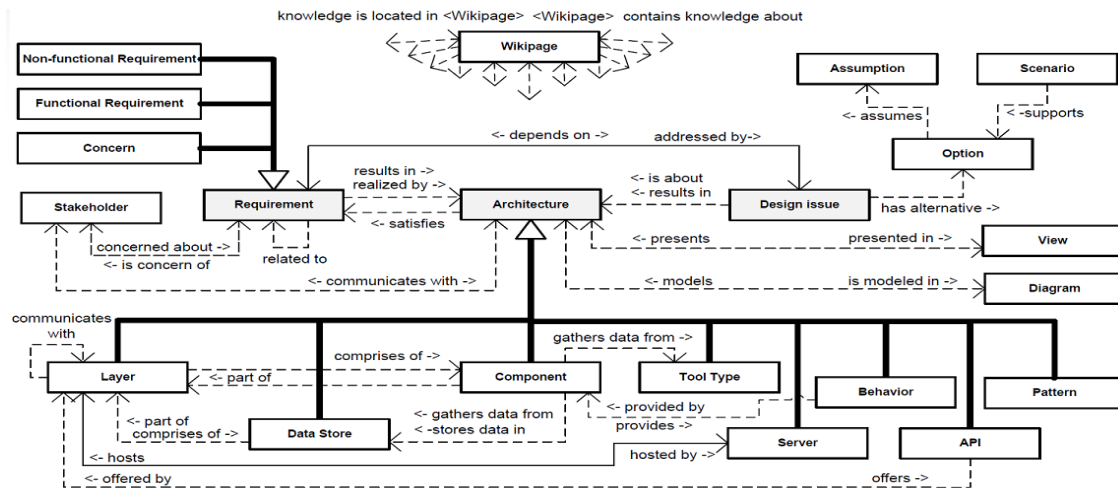 knowledge is located in <Wikipage> <Wikipage> contains knowledge about
Wikipage
Non-functional Requirement
Functional Requirement
Concern
Assumption
Scenario
<- assumes
<-supports
Option
<- depends on ->
addressed by->
results in ->
realized by ->
<- is about
<- results in
Stakeholder
Requirement
Architecture
Design issue
<- satisfies
has alternative ->
concerned about ->
<- is concern of
related to
<- presents
presented in ->
View
<- communicates with ->
<- models
is modeled in ->
Diagram
communicates
with
gathers data from ->
comprises of ->
Layer
<- part of
Component
Tool Type
Behavior
Pattern
<- part of
comprises of ->
Data Store
<- gathers data from
<-stores data in
<- provided by
provides ->
Server
API
<- hosts
hosted by ->
<- offered by
offers ->